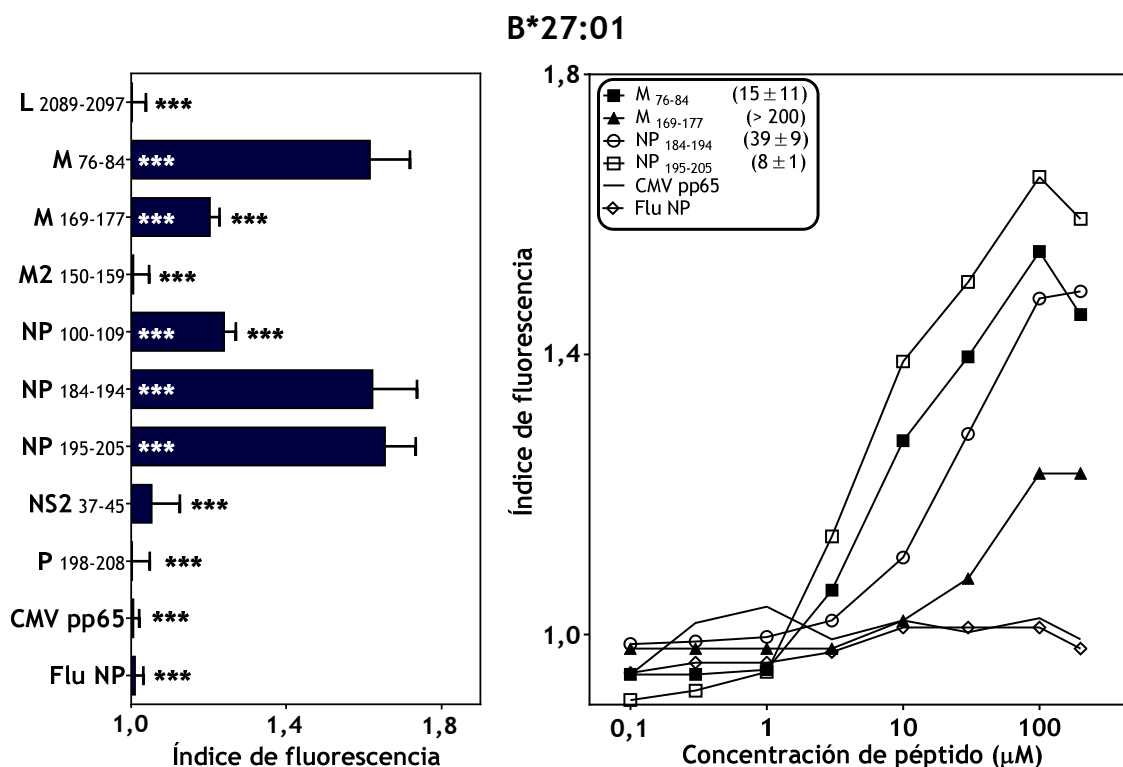 B*27:01
L 2089-2097 ***
M 76-84 ***
M 169-177 *** ***
M2 150-159 ***
NP 100-109 *** ***
NP 184-194 ***
NP 195-205 ***
NS2 37-45 ***
P 198-208 ***
CMV pp65 ***
Flu NP ***
1,0 1,4 1,8
Índice de fluorescencia
1,8
1,4
1,0
Índice de fluorescencia
M 76-84 (15 ± 11)
M 169-177 (> 200)
NP 184-194 (39 ± 9)
NP 195-205 (8 ± 1)
CMV pp65
Flu NP
0,1 1 10 100
Concentración de péptido (µM)